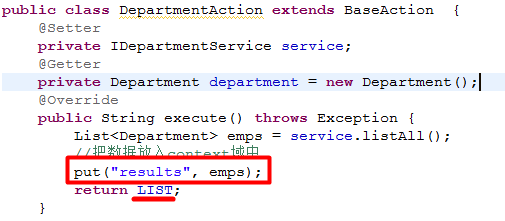 public class DepartmentAction extends BaseAction {
@Setter
private IDepartmentService service;
@Getter
private Department department = new Department();
@Override
public String execute() throws Exception {
List<Department> emps = service.listAll();
//把数据放入context域中
put("results", emps);
return LIST;
}